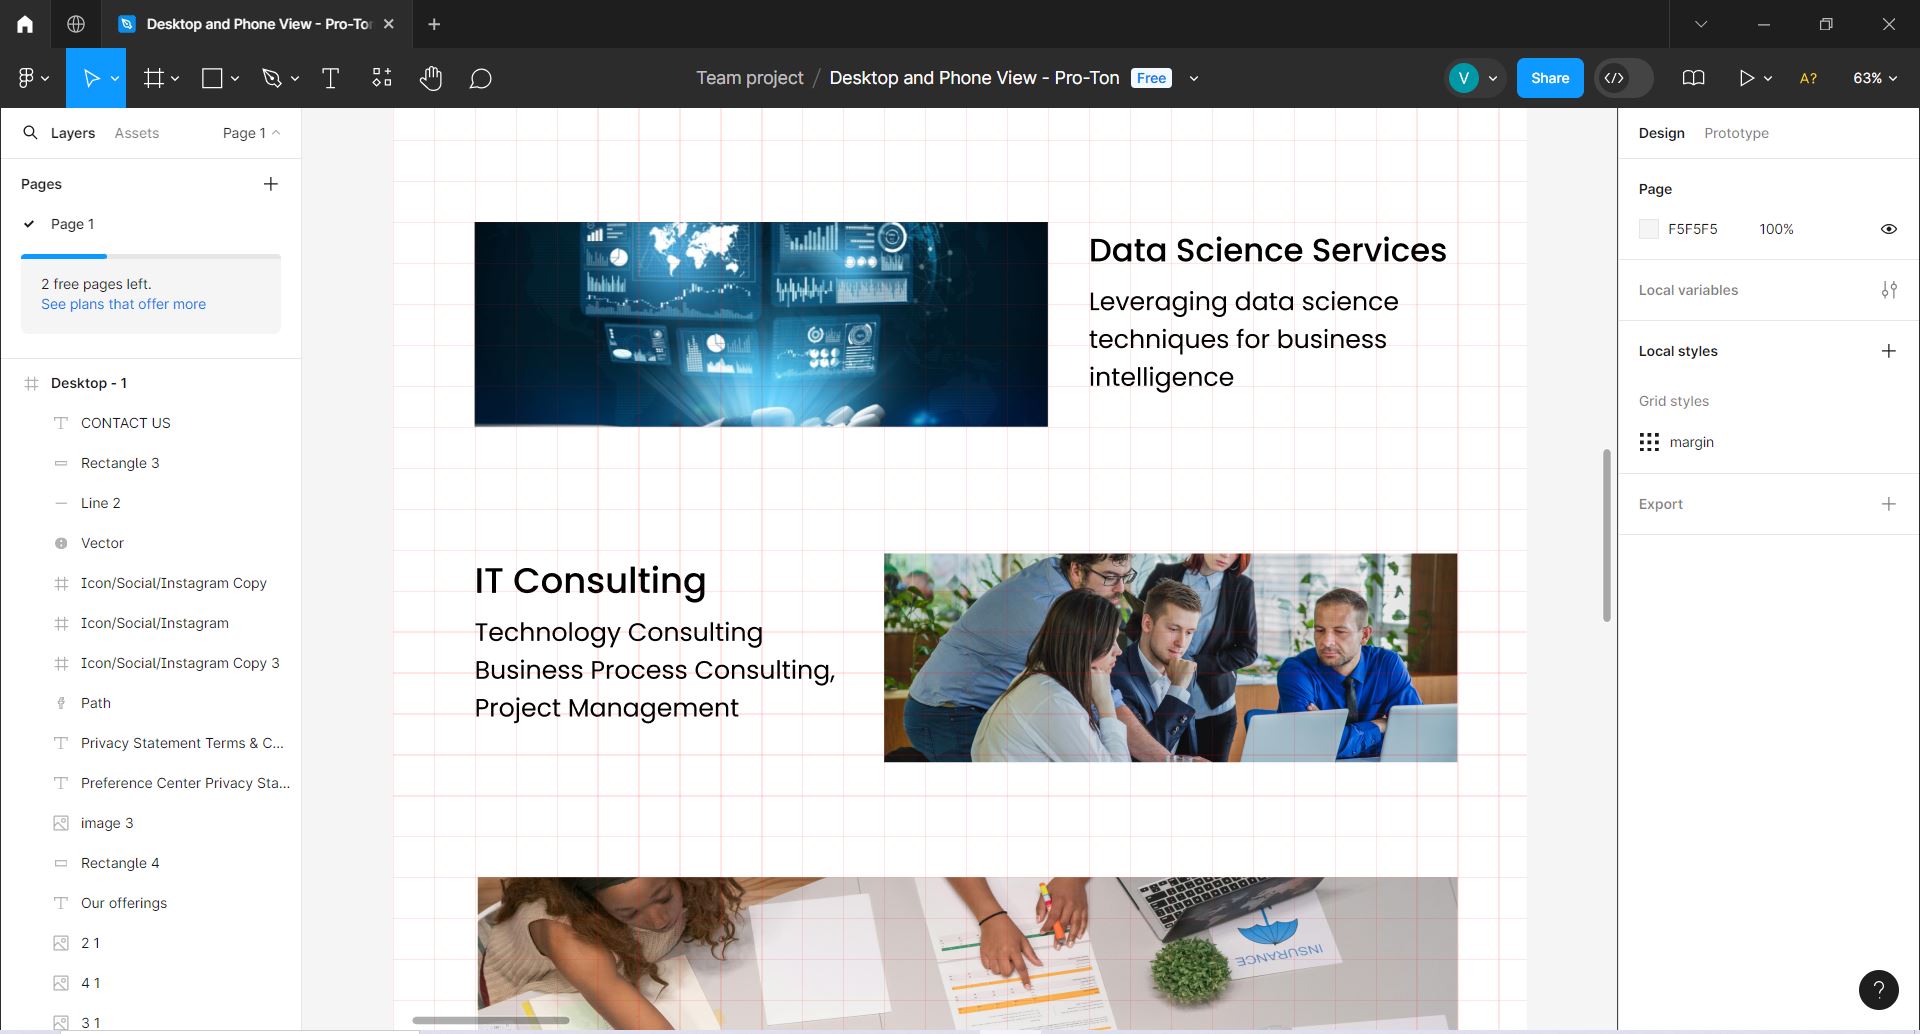 Desktop and Phone View - Pro-Ton
Team project / Desktop and Phone View - Pro-Ton Free
V
Share
A?
63%
Layers Assets Page 1
Pages
Page 1
2 free pages left.
See plans that offer more
Desktop - 1
CONTACT US
Rectangle 3
Line 2
Vector
Icon/Social/Instagram Copy
Icon/Social/Instagram
Icon/Social/Instagram Copy 3
Path
Privacy Statement Terms & C...
Preference Center Privacy Sta...
image 3
Rectangle 4
Our offerings
2 1
4 1
3 1
Data Science Services
Leveraging data science
techniques for business
intelligence
IT Consulting
Technology Consulting
Business Process Consulting,
Project Management
INSURANCE
Design Prototype
Page
F5F5F5 100%
Local variables
Local styles
Grid styles
margin
Export
?